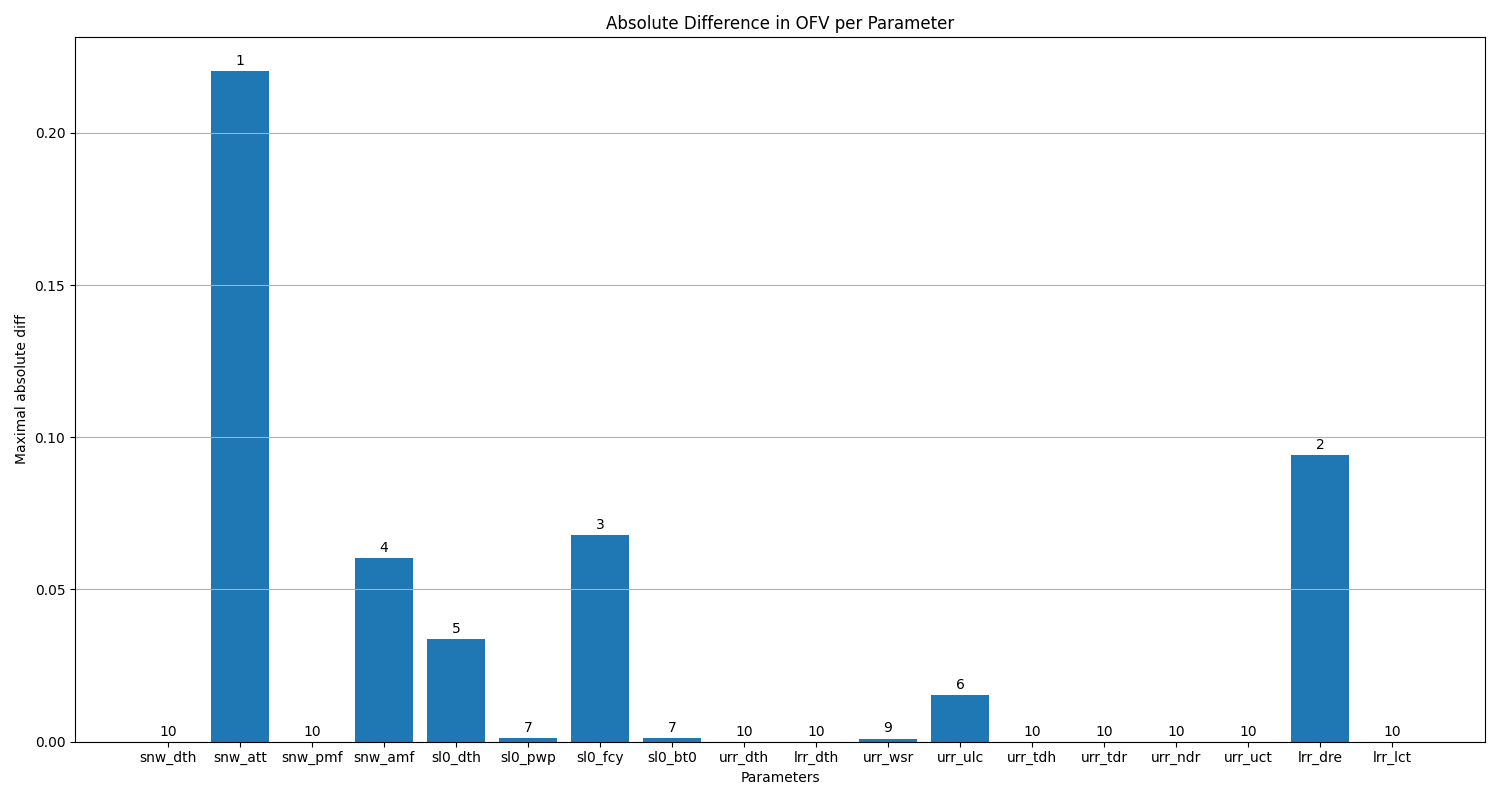 Absolute Difference in OFV per Parameter
Maximal absolute diff
0.20
0.15
0.10
0.05
0.00
10 1 10 4 5 7 3 7 10 10 9 6 10 10 10 10 2 10
snw_dth snw_att snw_pmf snw_amf sl0_dth sl0_pwp sl0_fcy sl0_bt0 urr_dth lrr_dth urr_wsr urr_ulc urr_tdh urr_tdr urr_ndr urr_uct lrr_dre lrr_lct
Parameters